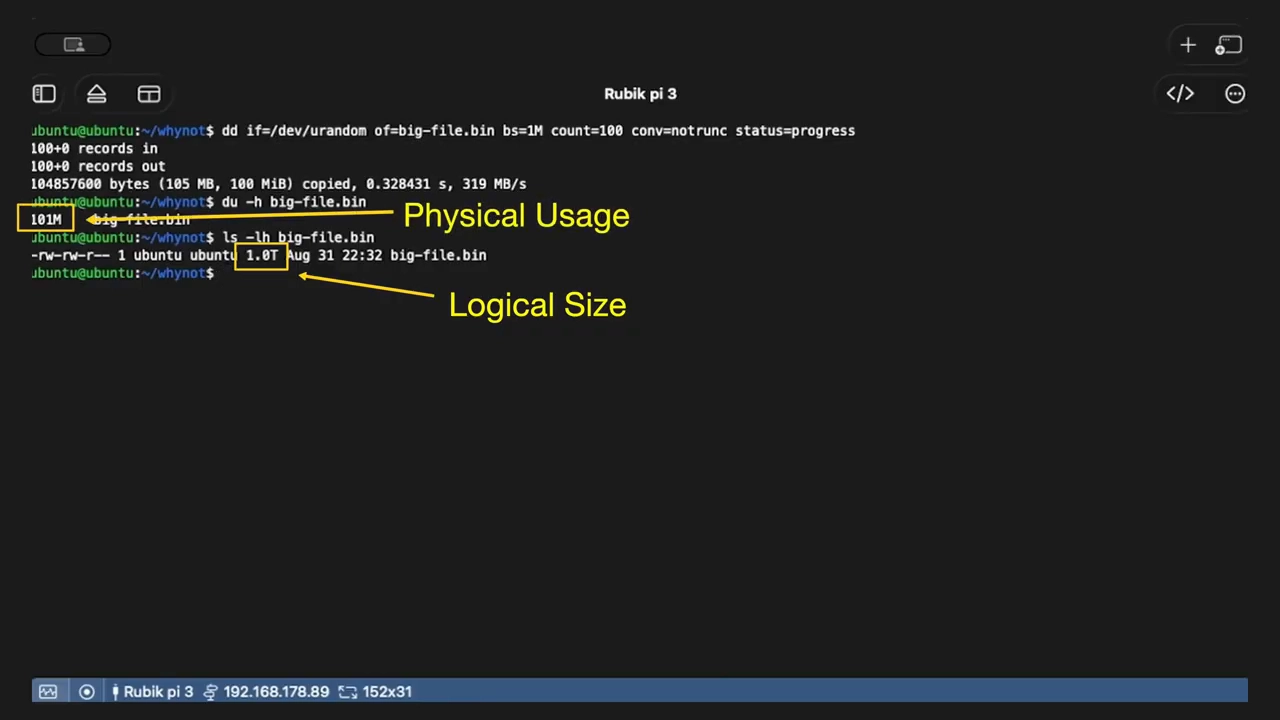 Rubik pi 3
ubuntu@ubuntu:~/whynot$ dd if=/dev/urandom of=big-file.bin bs=1M count=100 conv=notrunc status=progress
100+0 records in
100+0 records out
104857600 bytes (105 MB, 100 MiB) copied, 0.328431 s, 319 MB/s
ubuntu@ubuntu:~/whynot$ du -h big-file.bin
101M big-file.bin
Physical Usage
ubuntu@ubuntu:~/whynot$ ls -lh big-file.bin
-rw-rw-r-- 1 ubuntu ubuntu 1.0T Aug 31 22:32 big-file.bin
ubuntu@ubuntu:~/whynot$
Logical Size
Rubik pi 3 192.168.178.89 152x31